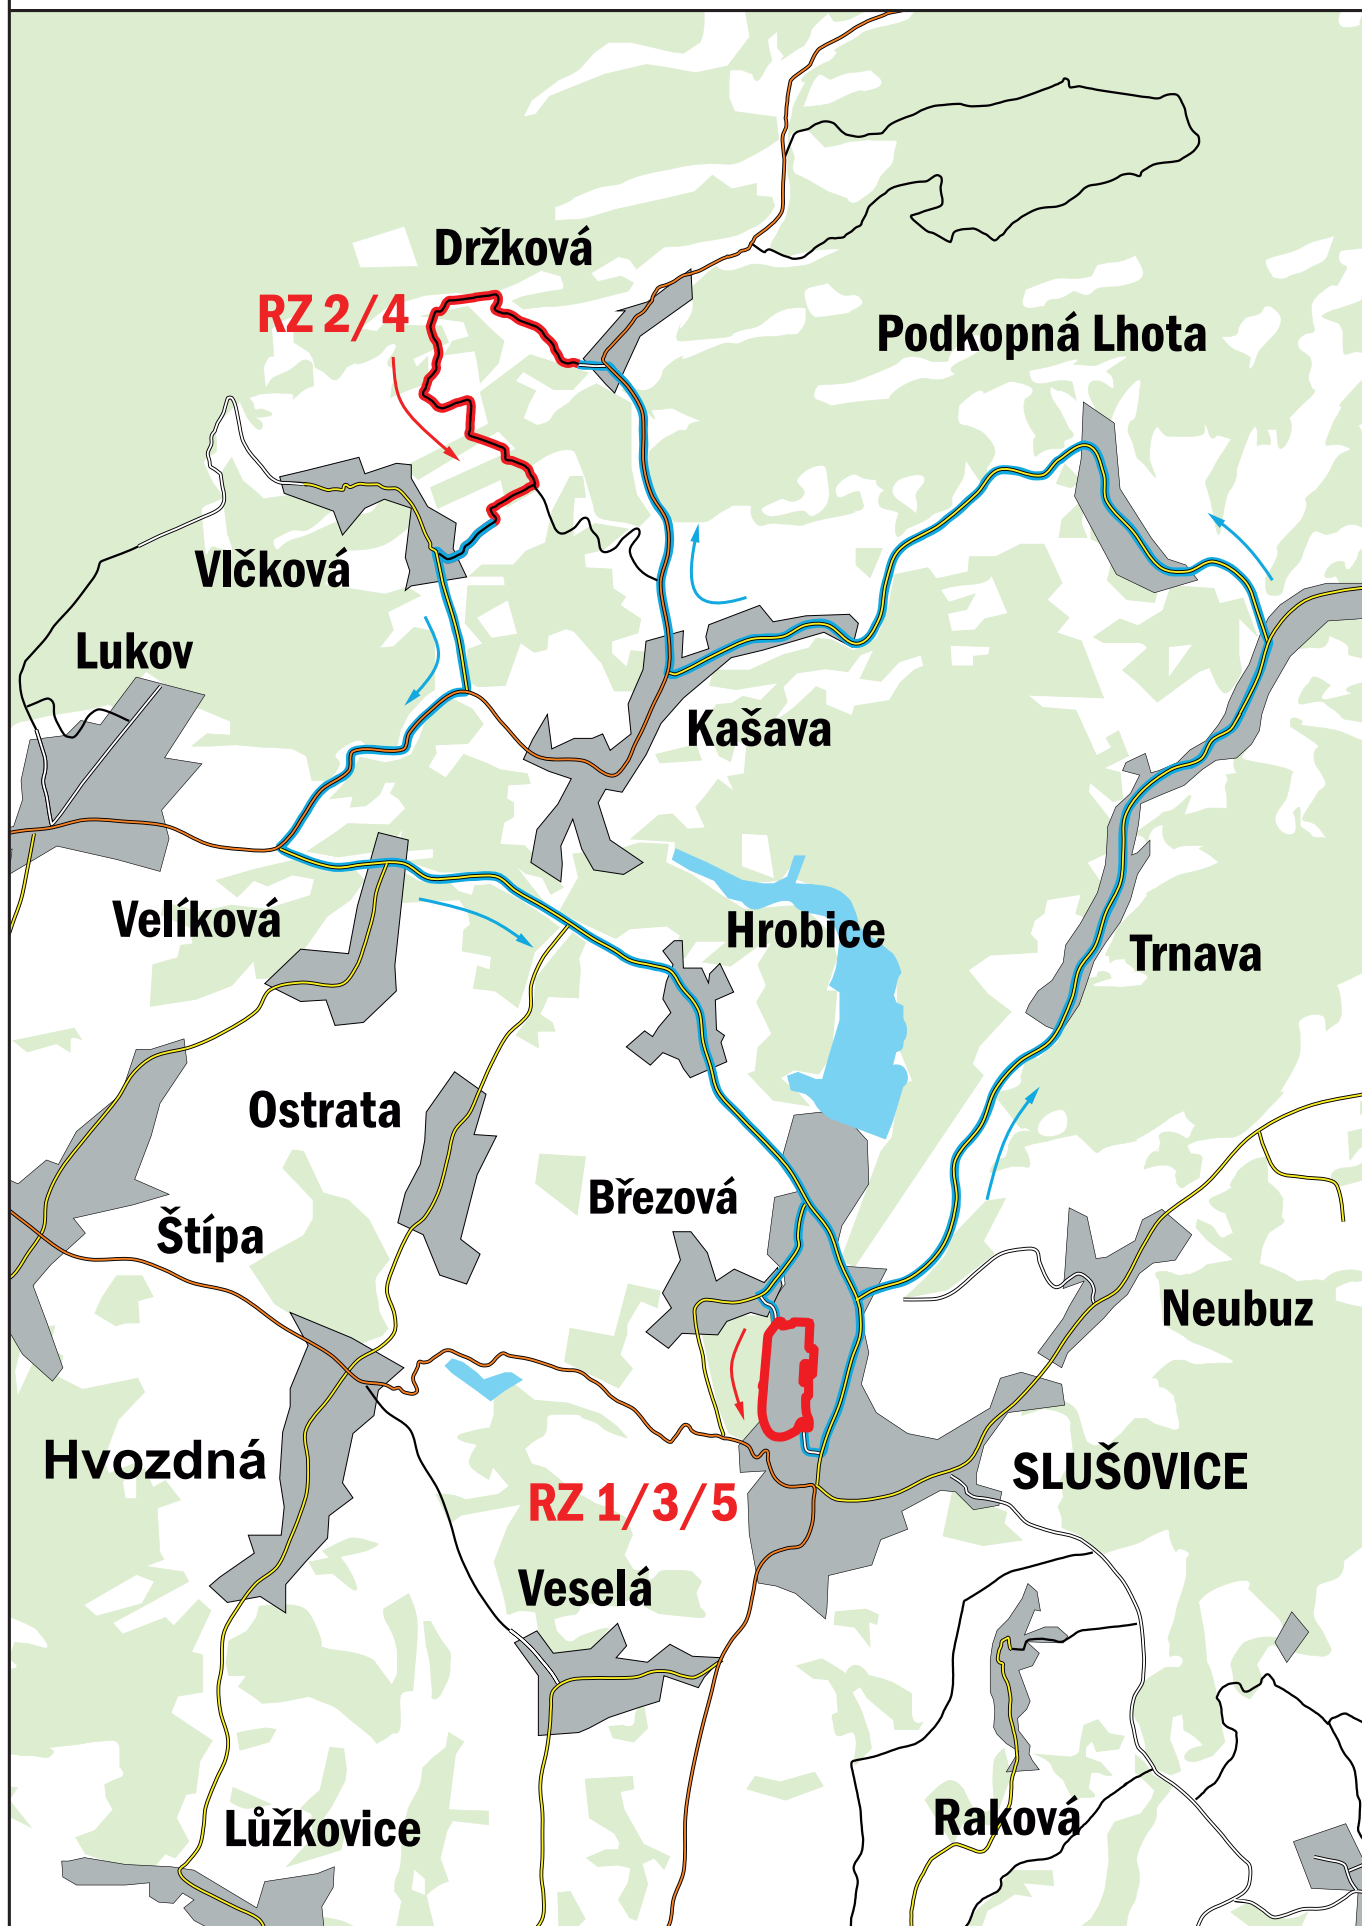 Držková
RZ 2/4
Podkopná Lhota
Vlčková
Lukov
Kašava
Velíková
Hrobice
Trnava
Ostrata
Březová
Štípa
Neubuz
Hvozdná
SLUŠOVICE
RZ 1/3/5
Veselá
Raková
Lůžkovice